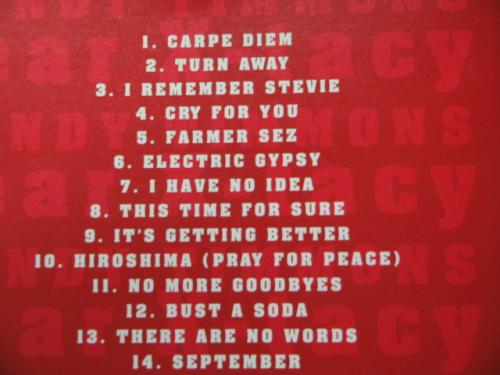 1. CARPE DIEM
2. TURN AWAY
3. I REMEMBER STEVIE
4. CRY FOR YOU
5. FARMER SEZ
6. ELECTRIC GYPSY
7. I HAVE NO IDEA
8. THIS TIME FOR SURE
9. IT'S GETTING BETTER
10. HIROSHIMA (PRAY FOR PEACE)
11. NO MORE GOODBYES
12. BUST A SODA
13. THERE ARE NO WORDS
14. SEPTEMBER